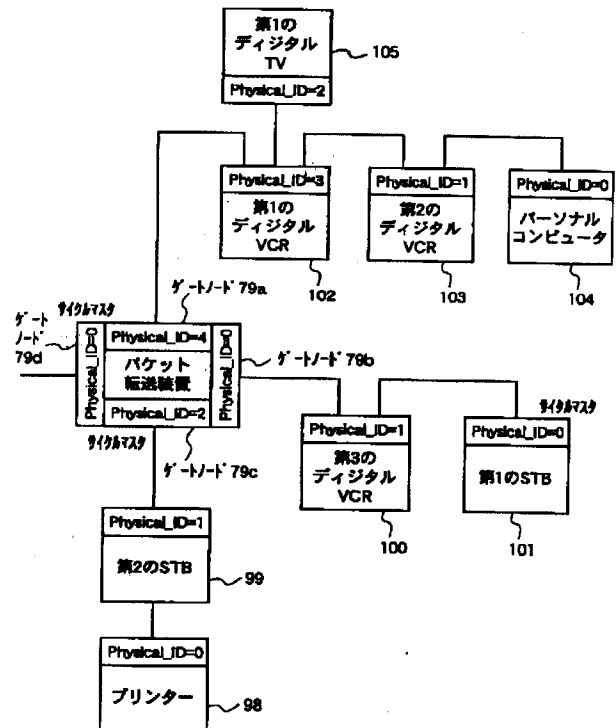 第1の
ディジタル
TV
105
Physical_ID=2
Physical_ID=3
第1の
ディジタル
VCR
102
Physical_ID=1
第2の
ディジタル
VCR
103
Physical_ID=0
パーソナル
コンピュータ
104
ゲートノード 79a
サイクルマスタ
ゲート
ノード
79d
Physical_ID=0
Physical_ID=4
パケット
転送装置
Physical_ID=2
Physical_ID=0
ゲートノード 79b
サイクルマスタ
ゲートノード 79c
Physical_ID=1
第3の
ディジタル
VCR
100
サイクルマスタ
Physical_ID=0
第1のSTB
101
Physical_ID=1
第2のSTB
99
Physical_ID=0
プリンター
98